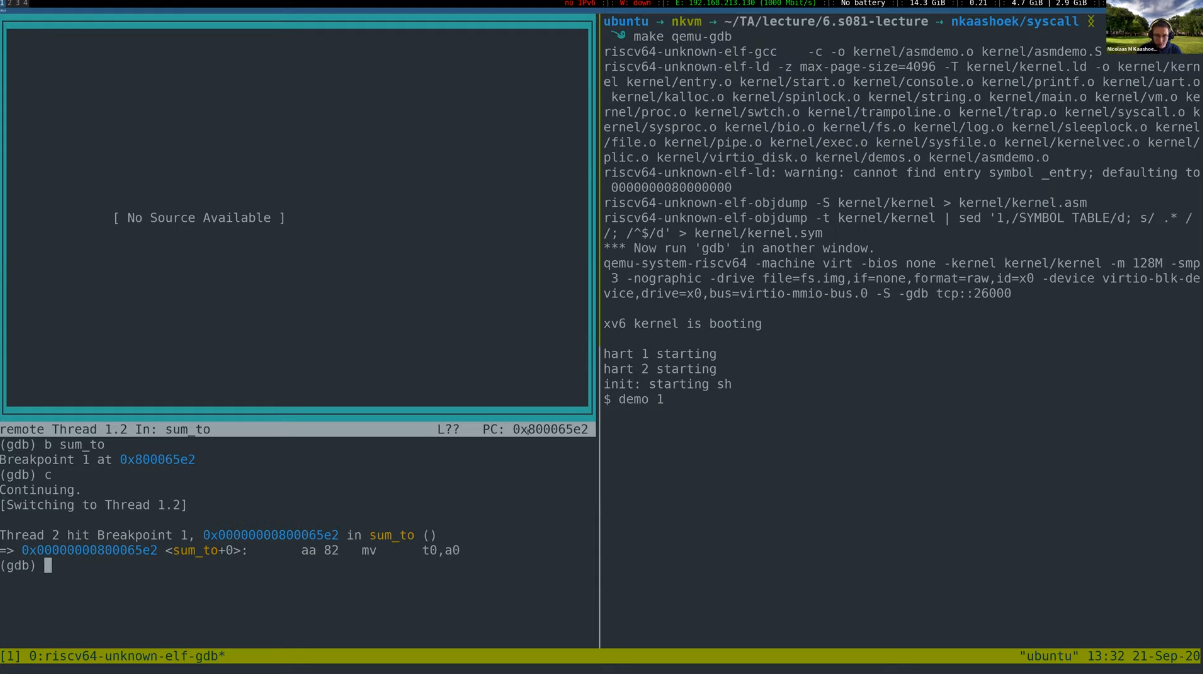 1 2 3 4
no IPv6 :|: W: down :|: E: 192.168.213.130 (1000 Mbit/s) :|: No battery :|: 14.3 GiB :|: 0.21 :|: 4.7 GiB | 2.9 GiB :|:
Nicolaas M Kaashoe...
[ No Source Available ]
remote Thread 1.2 In: sum_to L?? PC: 0x800065e2
(gdb) b sum_to
Breakpoint 1 at 0x800065e2
(gdb) c
Continuing.
[Switching to Thread 1.2]
Thread 2 hit Breakpoint 1, 0x00000000800065e2 in sum_to ()
=> 0x00000000800065e2 <sum_to+0>: aa 82 mv t0,a0
(gdb)
ubuntu → nkvm → ~/TA/lecture/6.s081-lecture → nkaashoek/syscall
make qemu-gdb
riscv64-unknown-elf-gcc -c -o kernel/asmdemo.o kernel/asmdemo.S
riscv64-unknown-elf-ld -z max-page-size=4096 -T kernel/kernel.ld -o kernel/kern
el kernel/entry.o kernel/start.o kernel/console.o kernel/printf.o kernel/uart.o
kernel/kalloc.o kernel/spinlock.o kernel/string.o kernel/main.o kernel/vm.o ke
rnel/proc.o kernel/swtch.o kernel/trampoline.o kernel/trap.o kernel/syscall.o k
ernel/sysproc.o kernel/bio.o kernel/fs.o kernel/log.o kernel/sleeplock.o kernel
/file.o kernel/pipe.o kernel/exec.o kernel/sysfile.o kernel/kernelvec.o kernel/
plic.o kernel/virtio_disk.o kernel/demos.o kernel/asmdemo.o
riscv64-unknown-elf-ld: warning: cannot find entry symbol _entry; defaulting to
0000000080000000
riscv64-unknown-elf-objdump -S kernel/kernel > kernel/kernel.asm
riscv64-unknown-elf-objdump -t kernel/kernel | sed '1,/SYMBOL TABLE/d; s/ .* /
/; /^$/d' > kernel/kernel.sym
*** Now run 'gdb' in another window.
qemu-system-riscv64 -machine virt -bios none -kernel kernel/kernel -m 128M -smp
3 -nographic -drive file=fs.img,if=none,format=raw,id=x0 -device virtio-blk-de
vice,drive=x0,bus=virtio-mmio-bus.0 -S -gdb tcp::26000
xv6 kernel is booting
hart 1 starting
hart 2 starting
init: starting sh
$ demo 1
[1] 0:riscv64-unknown-elf-gdb* "ubuntu" 13:32 21-Sep-20